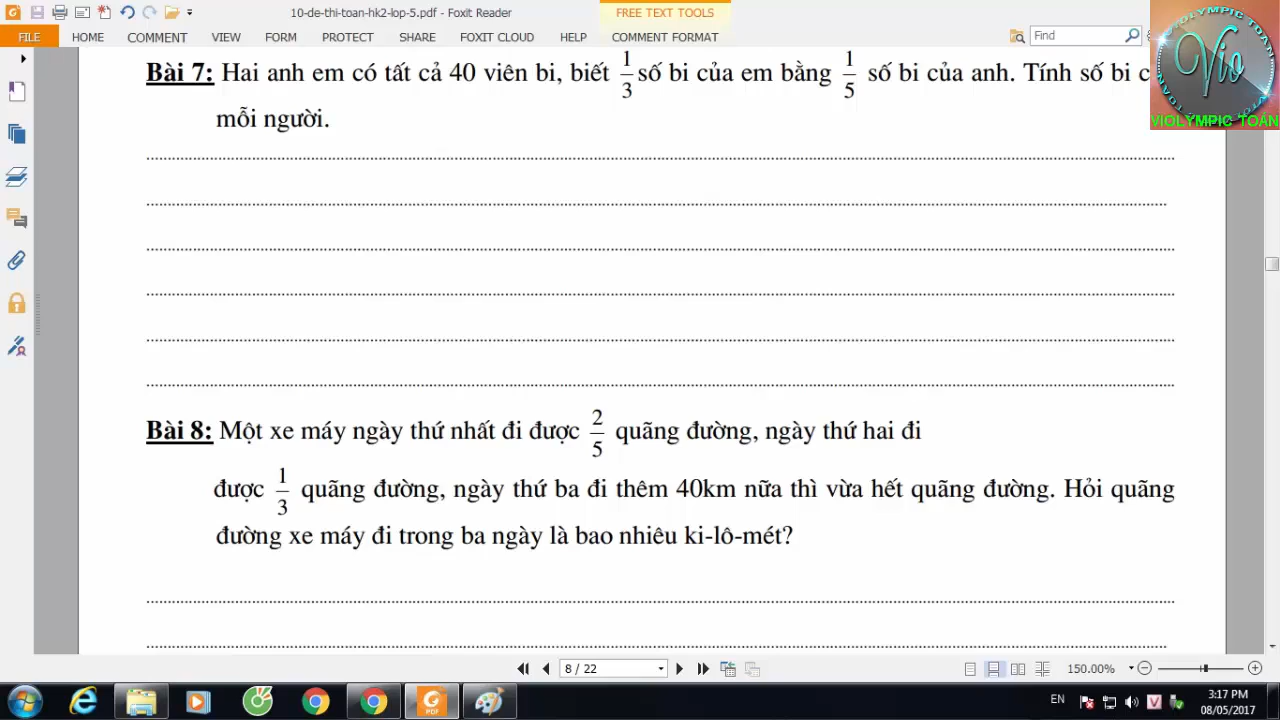 10-de-thi-toan-hk2-lop-5.pdf - Foxit Reader
FREE TEXT TOOLS
FILE HOME COMMENT VIEW FORM PROTECT SHARE FOXIT CLOUD HELP COMMENT FORMAT Find
Vio
VIOLYMPIC TOAN
VIOLYMPIC TOÁN
Bài 7: Hai anh em có tất cả 40 viên bi, biết 1/3 số bi của em bằng 1/5 số bi của anh. Tính số bi c
mỗi người.
Bài 8: Một xe máy ngày thứ nhất đi được 2/5 quãng đường, ngày thứ hai đi
được 1/3 quãng đường, ngày thứ ba đi thêm 40km nữa thì vừa hết quãng đường. Hỏi quãng
đường xe máy đi trong ba ngày là bao nhiêu ki-lô-mét?
8 / 22 150.00%
EN 3:17 PM
08/05/2017